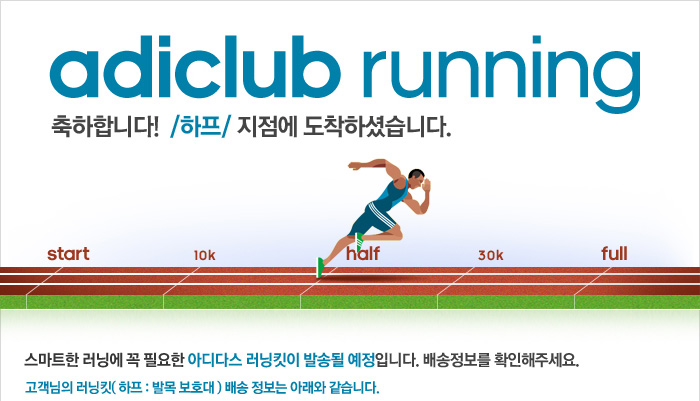 adiclub running
축하합니다! /하프/ 지점에 도착하셨습니다.
start 10k half 30k full
스마트한 러닝에 꼭 필요한 아디다스 러닝킷이 발송될 예정입니다. 배송정보를 확인해주세요.
고객님의 러닝킷( 하프 : 발목 보호대 ) 배송 정보는 아래와 같습니다.